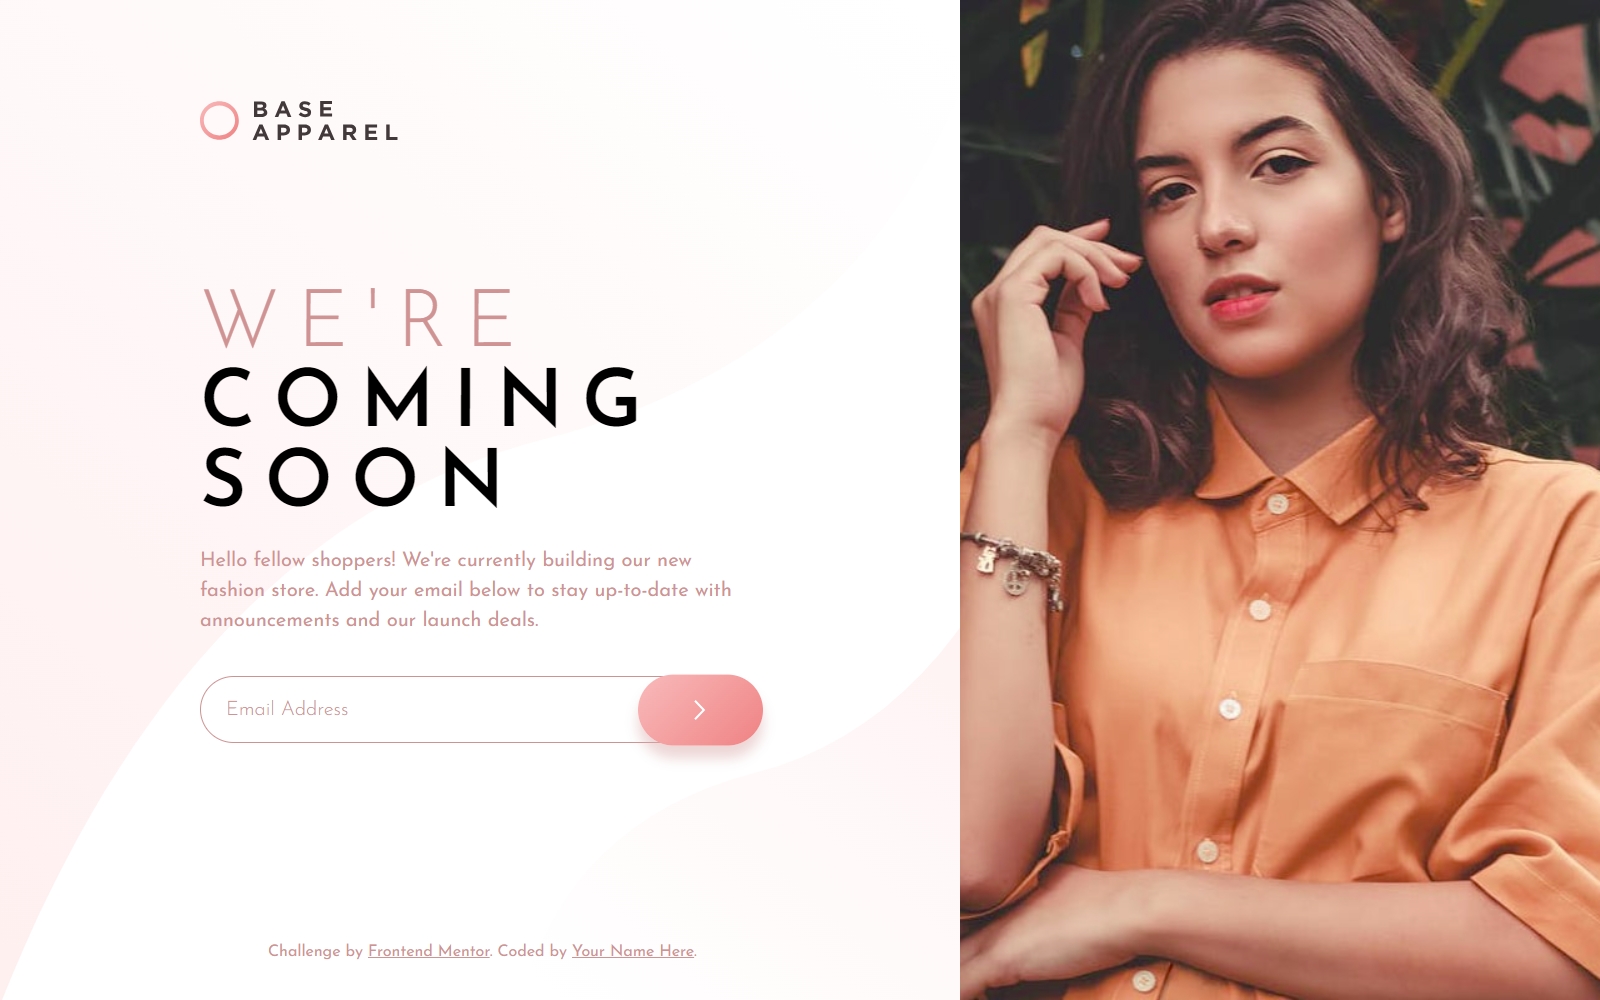 BASE
APPAREL
WE'RE
COMING
SOON
Hello fellow shoppers! We're currently building our new
fashion store. Add your email below to stay up-to-date with
announcements and our launch deals.
Email Address
Challenge by Frontend Mentor. Coded by Your Name Here.